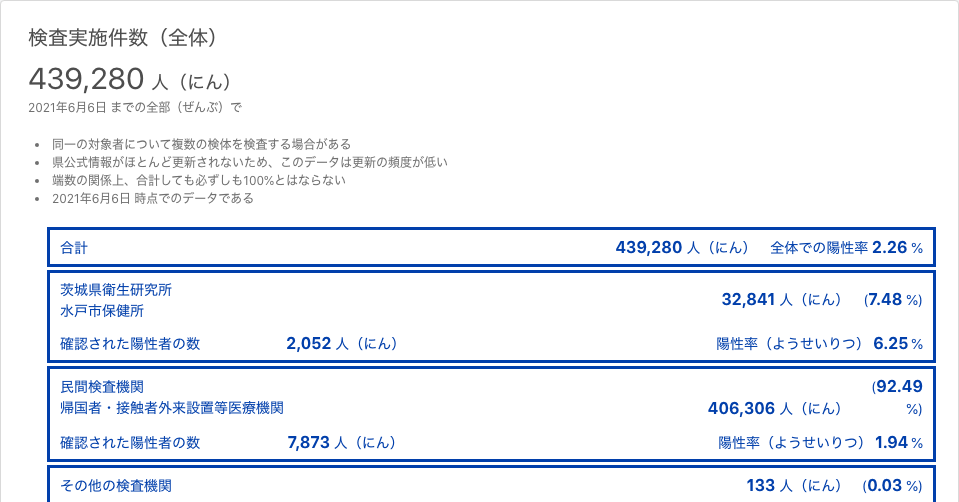 検査実施件数（全体）
439,280 人（にん）
2021年6月6日 までの全部（ぜんぶ）で
• 同一の対象者について複数の検体を検査する場合がある
• 県公式情報がほとんど更新されないため、このデータは更新の頻度が低い
• 端数の関係上、合計しても必ずしも100%とはならない
• 2021年6月6日 時点でのデータである
合計 439,280 人（にん） 全体での陽性率 2.26 %
茨城県衛生研究所
水戸市保健所
32,841 人（にん） (7.48 %)
確認された陽性者の数 2,052 人（にん） 陽性率（ようせいりつ） 6.25 %
民間検査機関
帰国者・接触者外来設置等医療機関
406,306 人（にん） (92.49
%)
確認された陽性者の数 7,873 人（にん） 陽性率（ようせいりつ） 1.94 %
その他の検査機関 133 人（にん） (0.03 %)